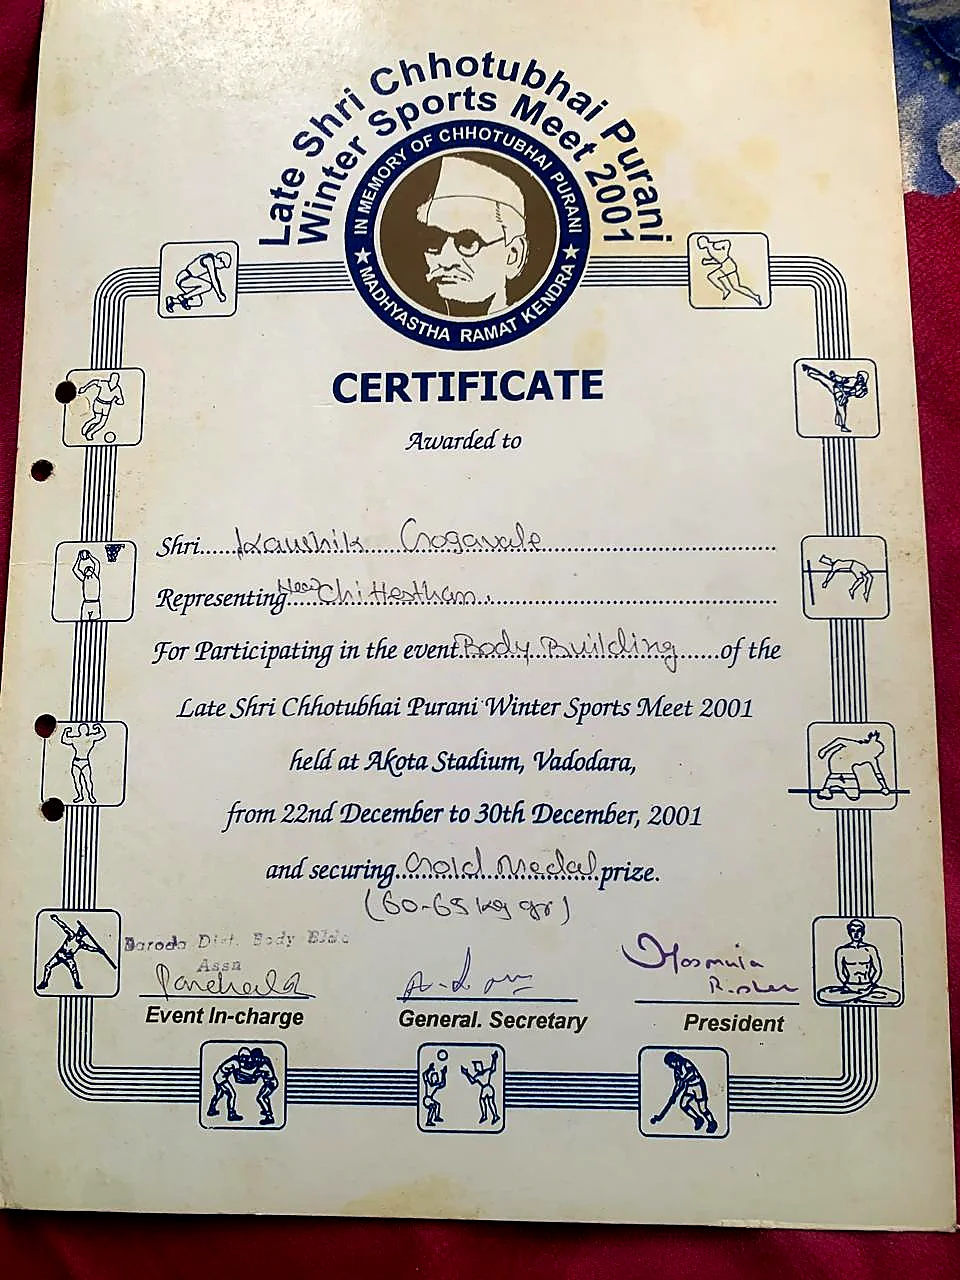 Late Shri Chhotubhai Purani
Winter Sports Meet 2001
IN MEMORY OF CHHOTUBHAI PURANI
★ MADHYASTHA RAMAT KENDRA ★
CERTIFICATE
Awarded to
Shri.....Kaushik Gogavale
Representing
For Participating in the event Body Building of the
Late Shri Chhotubhai Purani Winter Sports Meet 2001
held at Akota Stadium, Vadodara,
from 22nd December to 30th December, 2001
and securing Gold Medal prize.
(60-65 kg gr)
Baroda Dist. Body Bldg
Assn
Event In-charge
General. Secretary
President